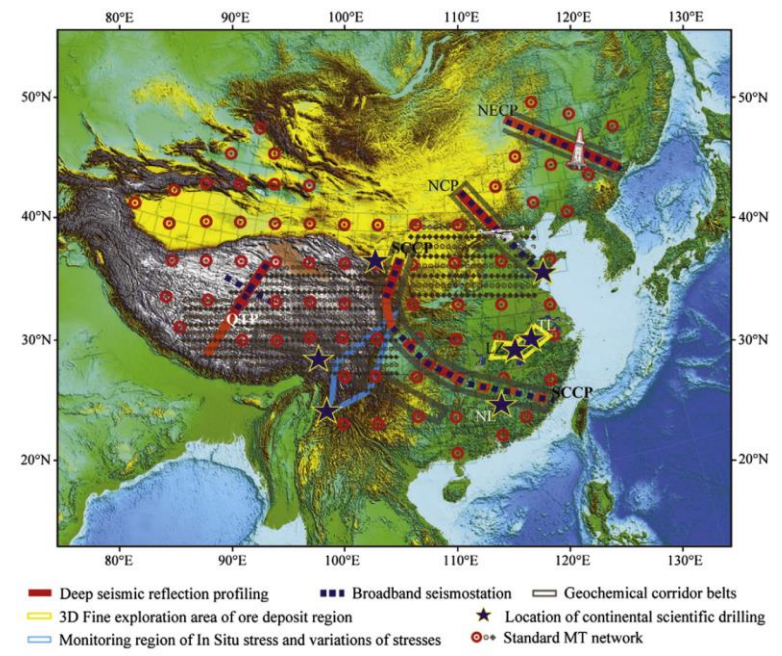 80°E 90°E 100°E 110°E 120°E 130°E
50°N 50°N
NECP
NCP
40°N 40°N
SCCP
QTP
30°N 30°N
TL
SCCP
NL
20°N 20°N
80°E 90°E 100°E 110°E 120°E 130°E
Deep seismic reflection profiling Broadband seismostation Geochemical corridor belts
3D Fine exploration area of ore deposit region Location of continental scientific drilling
Monitoring region of In Situ stress and variations of stresses Standard MT network